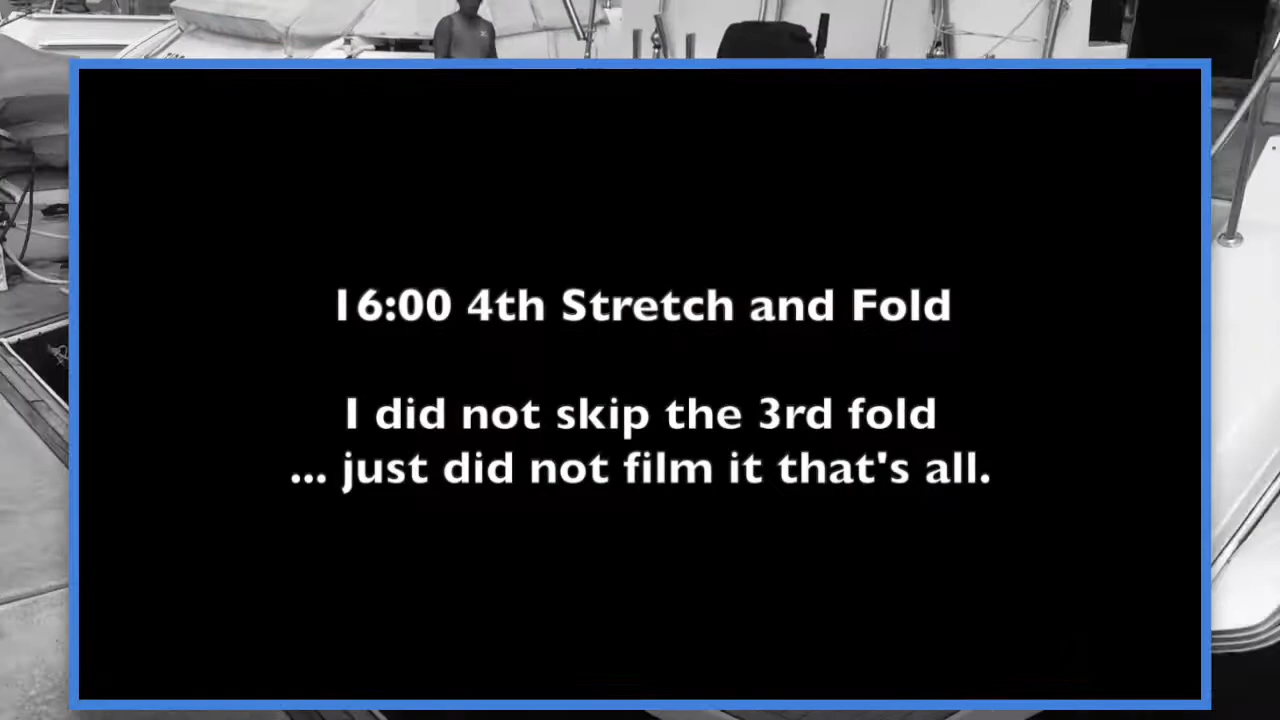 16:00 4th Stretch and Fold
I did not skip the 3rd fold
... just did not film it that's all.